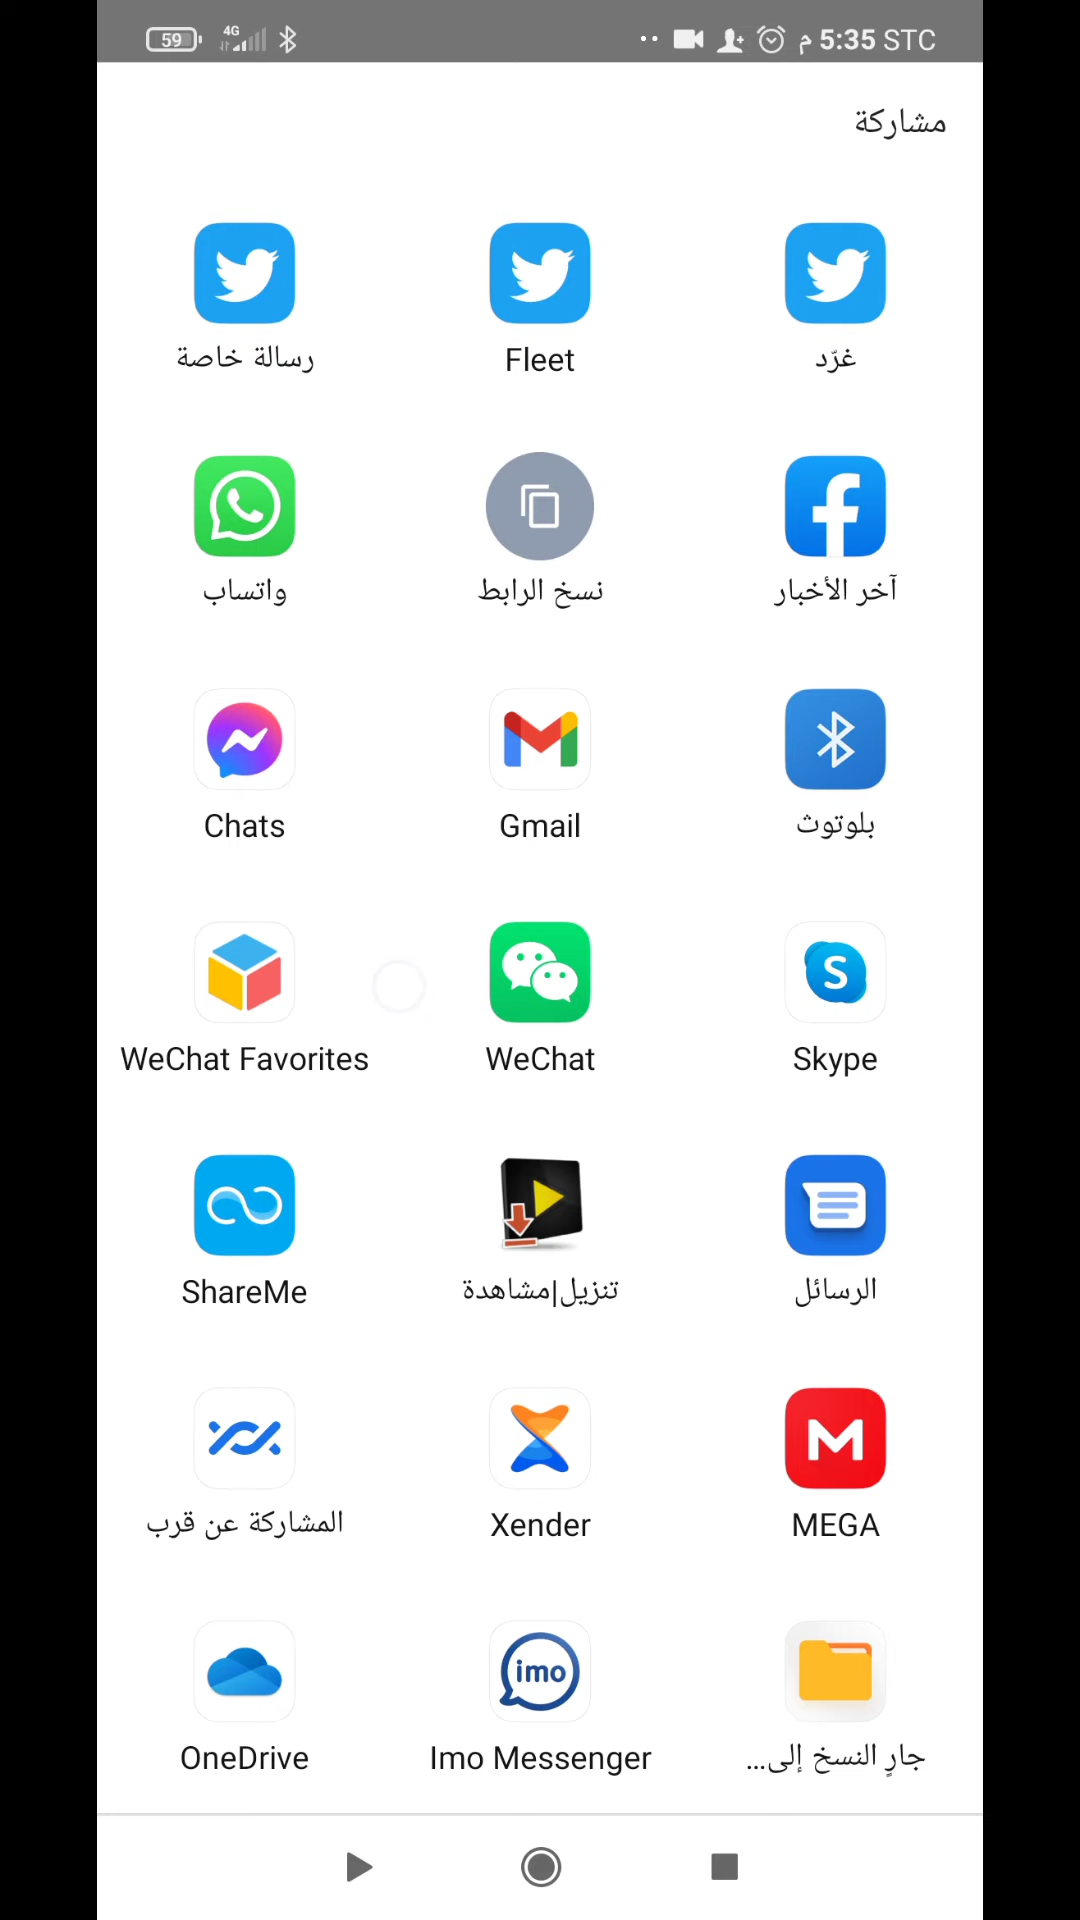 م 5:35 STC
4G
59
مشاركة
غرّد
Fleet
رسالة خاصة
آخر الأخبار
نسخ الرابط
واتساب
بلوتوث
Gmail
Chats
Skype
WeChat
WeChat Favorites
الرسائل
تنزيل|مشاهدة
ShareMe
MEGA
Xender
المشاركة عن قرب
imo
جارٍ النسخ إلى...
Imo Messenger
OneDrive